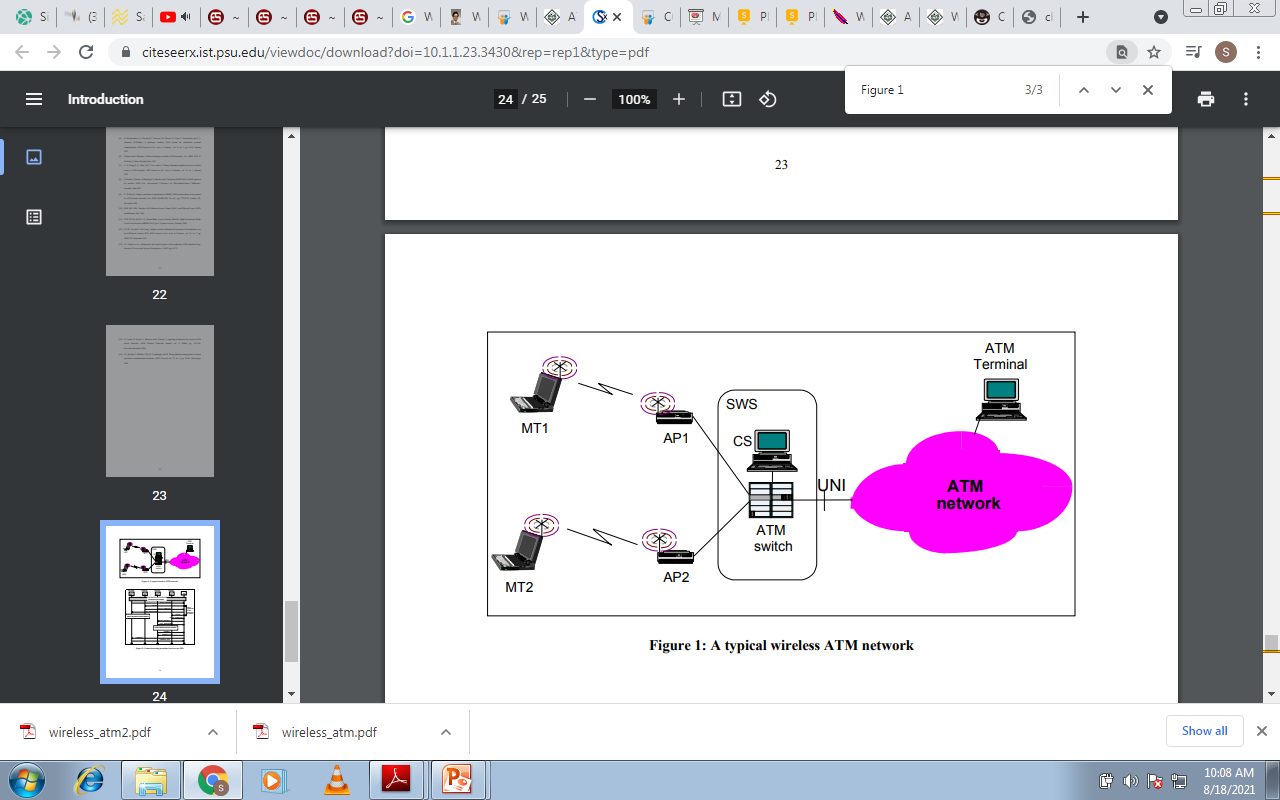 (3
S
~
~
~
~
W
W
W
A
C
M
P
P
W
A
W
C
cl
citeseerx.ist.psu.edu/viewdoc/download?doi=10.1.1.23.3430&rep=rep1&type=pdf
S
Introduction
24 / 25
100%
Figure 1
3/3
22
23
24
23
ATM
Terminal
MT1
AP1
SWS
CS
UNI
ATM
network
ATM
switch
MT2
AP2
Figure 1: A typical wireless ATM network
wireless_atm2.pdf
wireless_atm.pdf
Show all
10:08 AM
8/18/2021